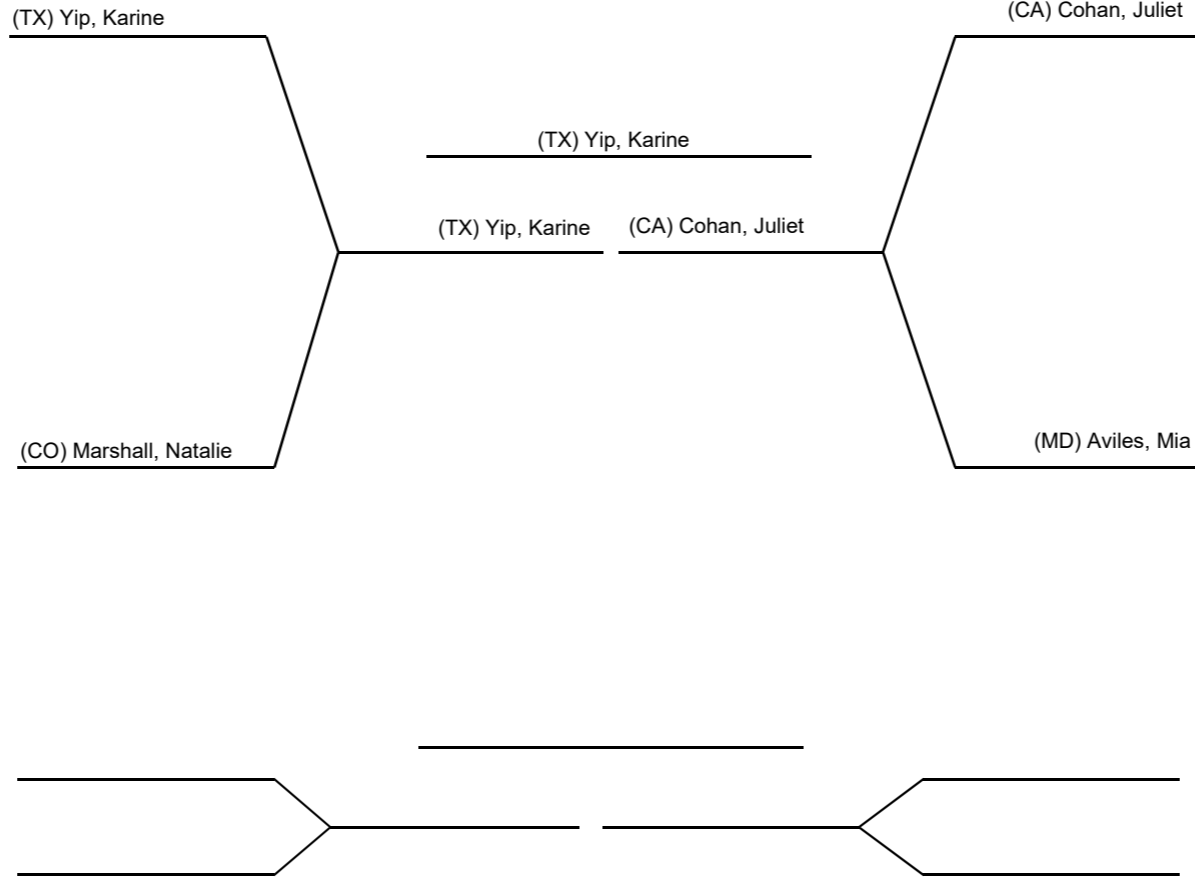 (TX) Yip, Karine
(CA) Cohan, Juliet
(TX) Yip, Karine
(TX) Yip, Karine
(CA) Cohan, Juliet
(CO) Marshall, Natalie
(MD) Aviles, Mia